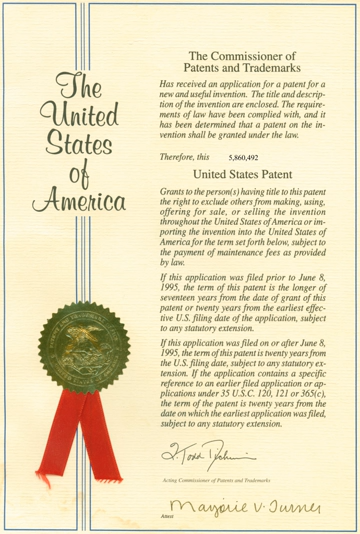 The
United
States
of
America
The Commissioner of
Patents and Trademarks
Has received an application for a patent for a
new and useful invention. The title and descrip-
tion of the invention are enclosed. The require-
ments of law have been complied with, and it
has been determined that a patent on the in-
vention shall be granted under the law.
Therefore, this 5,860,492
United States Patent
Grants to the person(s) having title to this patent
the right to exclude others from making, using,
offering for sale, or selling the invention
throughout the United States of America or im-
porting the invention into the United States of
America for the term set forth below, subject to
the payment of maintenance fees as provided
by law.
If this application was filed prior to June 8,
1995, the term of this patent is the longer of
seventeen years from the date of grant of this
patent or twenty years from the earliest effec-
tive U.S. filing date of the application, subject
to any statutory extension.
If this application was filed on or after June 8,
1995, the term of this patent is twenty years from
the U.S. filing date, subject to any statutory ex-
tension. If the application contains a specific
reference to an earlier filed application or ap-
plications under 35 U.S.C. 120, 121 or 365(c),
the term of the patent is twenty years from the
date on which the earliest application was filed,
subject to any statutory extension.
Acting Commissioner of Patents and Trademarks
Marjorie V. Turner
Attest